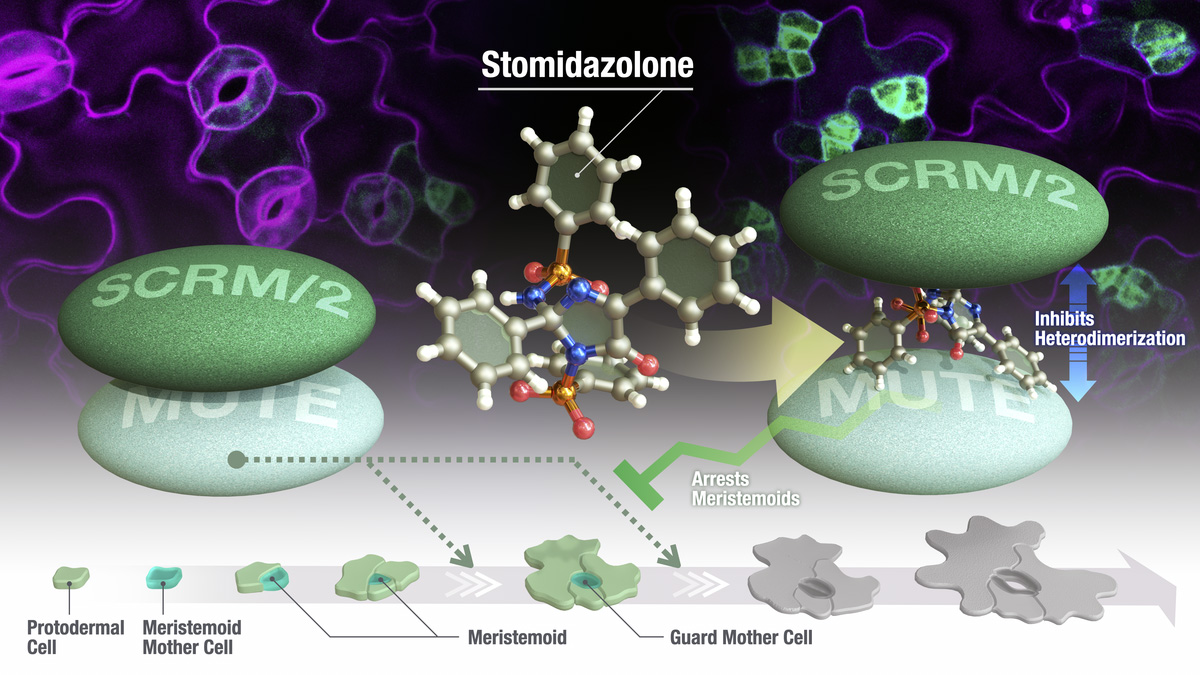 Stomidazolone
SCRM/2
MUTE
SCRM/2
MUTE
Inhibits
Heterodimerization
Arrests
Meristemoids
Protodermal
Cell
Meristemoid
Mother Cell
Meristemoid
Guard Mother Cell